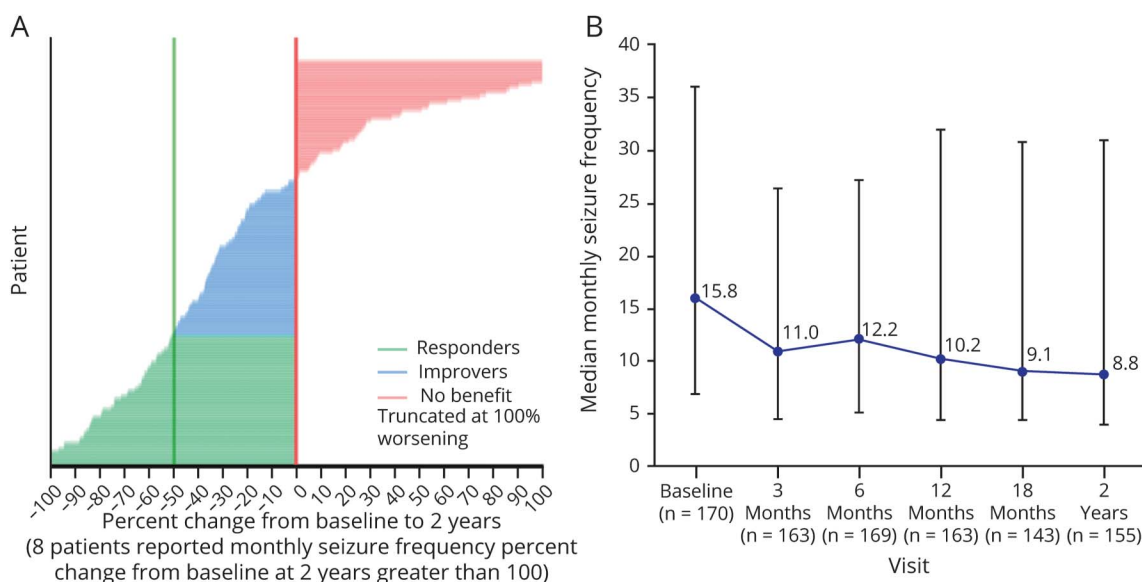 A
Patient
Responders
Improvers
No benefit
Truncated at 100%
worsening
-100 -90 -80 -70 -60 -50 -40 -30 -20 -10 0 10 20 30 40 50 60 70 80 90 100
Percent change from baseline to 2 years
(8 patients reported monthly seizure frequency percent
change from baseline at 2 years greater than 100)
B
Median monthly seizure frequency
40
35
30
25
20
15
10
5
0
15.8
11.0
12.2
10.2
9.1
8.8
Baseline 3 6 12 18 2
(n = 170) Months Months Months Months Years
(n = 163) (n = 169) (n = 163) (n = 143) (n = 155)
Visit